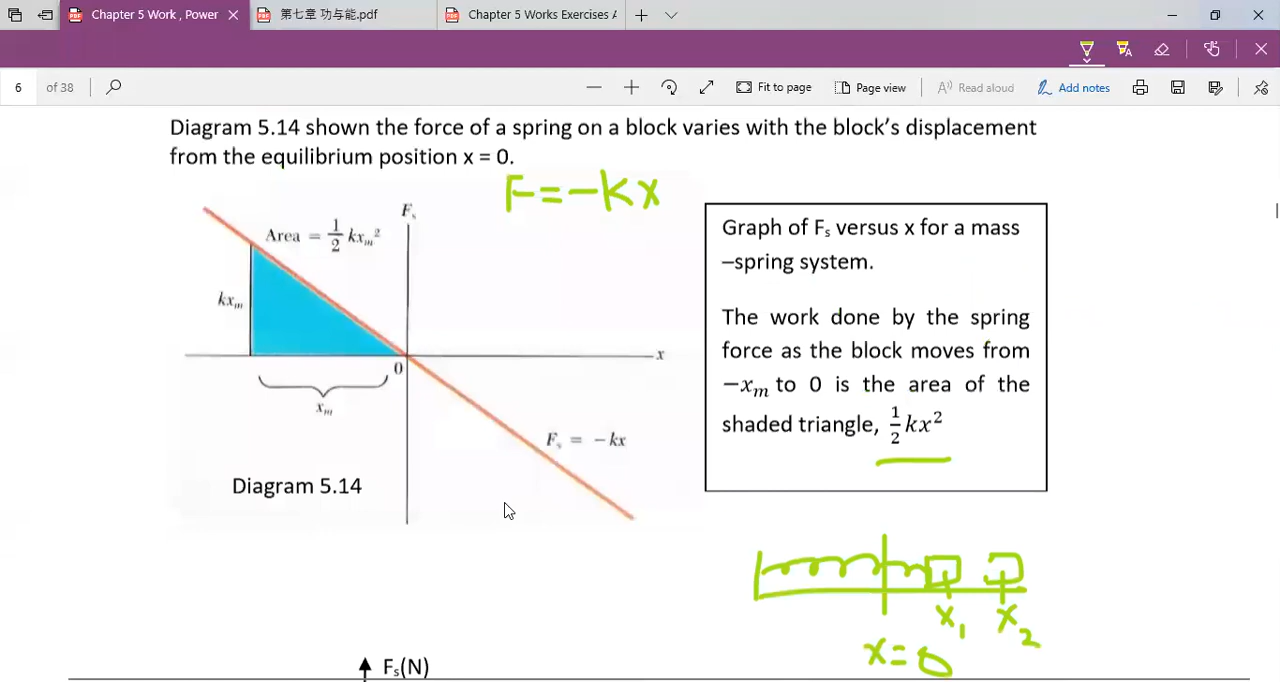 Chapter 5 Work , Power
第七章 功与能.pdf
Chapter 5 Works Exercises A
6 of 38
Fit to page
Page view
Read aloud
Add notes
Diagram 5.14 shown the force of a spring on a block varies with the block's displacement
from the equilibrium position x = 0.
F=-kx
Fs
Area = 1/2 kxm²
kxm
0
x
xm
Fs = -kx
Diagram 5.14
Graph of Fs versus x for a mass
–spring system.
The work done by the spring
force as the block moves from
−xm to 0 is the area of the
shaded triangle, 1/2 kx²
x1
x2
x=0
Fs(N)